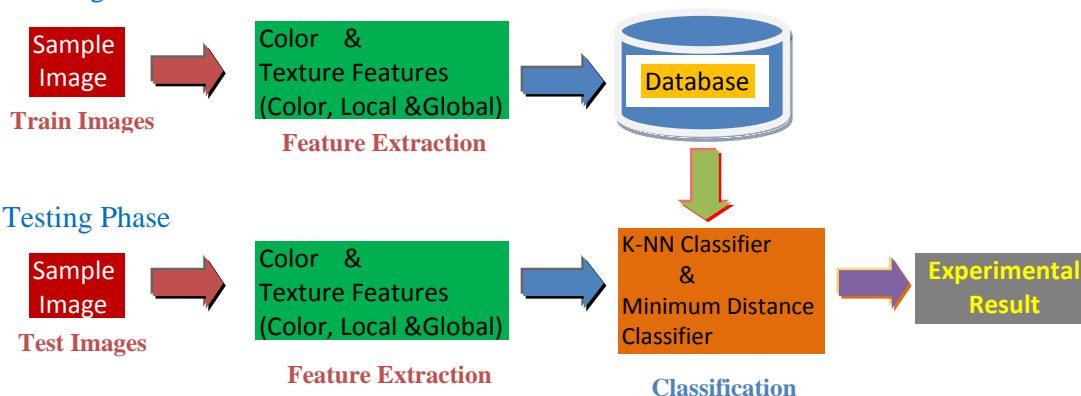 Sample
Image
Train Images
Color &
Texture Features
(Color, Local &Global)
Feature Extraction
Database
Testing Phase
Sample
Image
Test Images
Color &
Texture Features
(Color, Local &Global)
Feature Extraction
K-NN Classifier
&
Minimum Distance
Classifier
Classification
Experimental
Result